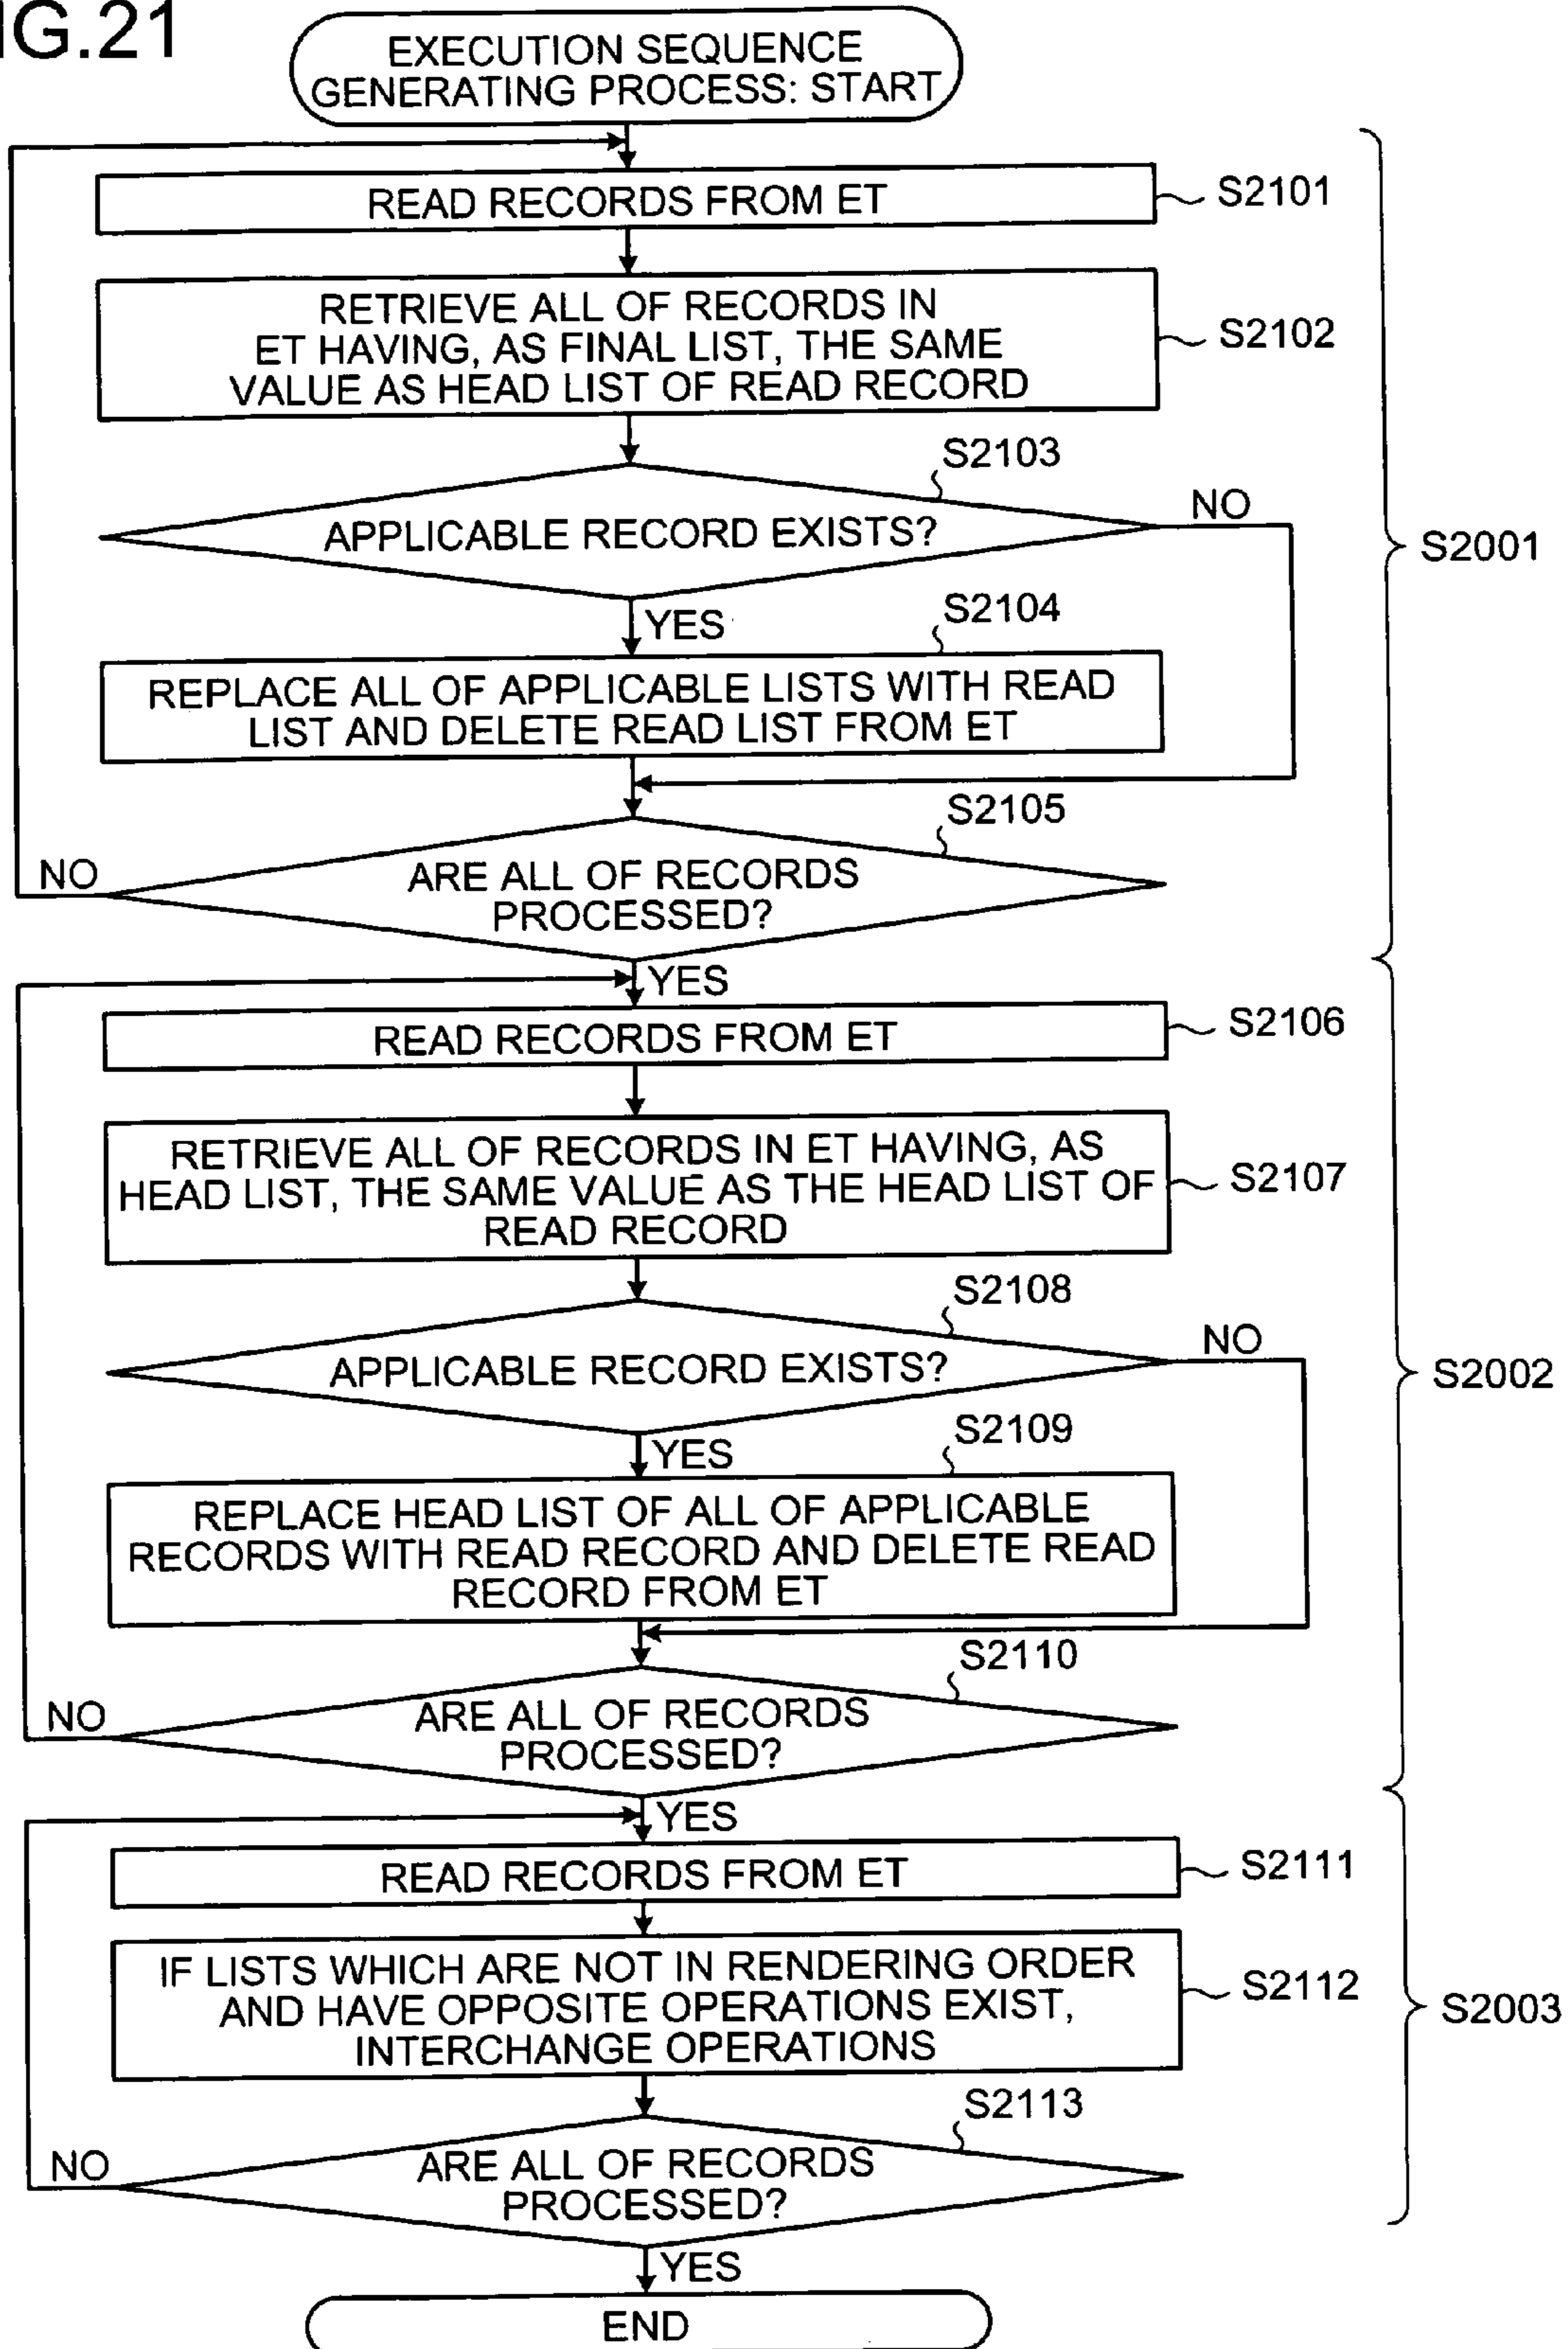 IG.21
EXECUTION SEQUENCE
GENERATING PROCESS: START
READ RECORDS FROM ET
S2101
RETRIEVE ALL OF RECORDS IN
ET HAVING, AS FINAL LIST, THE SAME
VALUE AS HEAD LIST OF READ RECORD
S2102
S2103
APPLICABLE RECORD EXISTS?
NO
S2001
YES
S2104
REPLACE ALL OF APPLICABLE LISTS WITH READ
LIST AND DELETE READ LIST FROM ET
S2105
NO
ARE ALL OF RECORDS
PROCESSED?
YES
READ RECORDS FROM ET
S2106
RETRIEVE ALL OF RECORDS IN ET HAVING, AS
HEAD LIST, THE SAME VALUE AS THE HEAD LIST OF
READ RECORD
S2107
S2108
APPLICABLE RECORD EXISTS?
NO
S2002
YES
S2109
REPLACE HEAD LIST OF ALL OF APPLICABLE
RECORDS WITH READ RECORD AND DELETE READ
RECORD FROM ET
S2110
NO
ARE ALL OF RECORDS
PROCESSED?
YES
READ RECORDS FROM ET
S2111
IF LISTS WHICH ARE NOT IN RENDERING ORDER
AND HAVE OPPOSITE OPERATIONS EXIST,
INTERCHANGE OPERATIONS
S2112
S2003
S2113
NO
ARE ALL OF RECORDS
PROCESSED?
YES
END